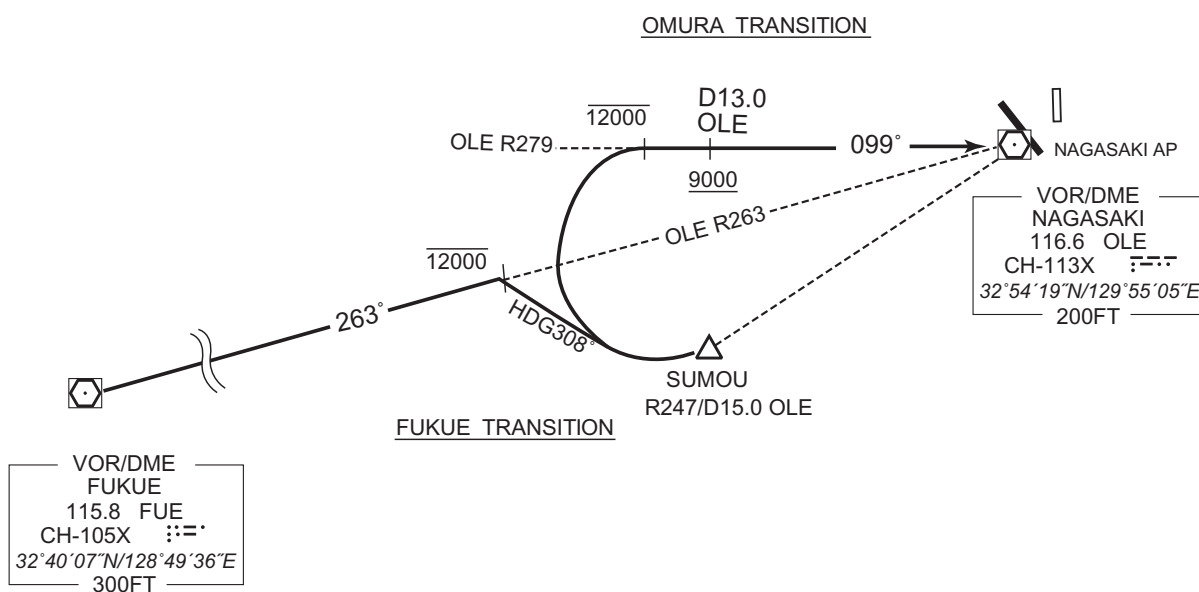 OMURA TRANSITION
12000
D13.0
OLE
OLE R279
099°
NAGASAKI AP
9000
VOR/DME
NAGASAKI
116.6 OLE
CH-113X
32°54′19″N/129°55′05″E
200FT
OLE R263
12000
HDG308°
263°
SUMOU
R247/D15.0 OLE
FUKUE TRANSITION
VOR/DME
FUKUE
115.8 FUE
CH-105X
32°40′07″N/128°49′36″E
300FT